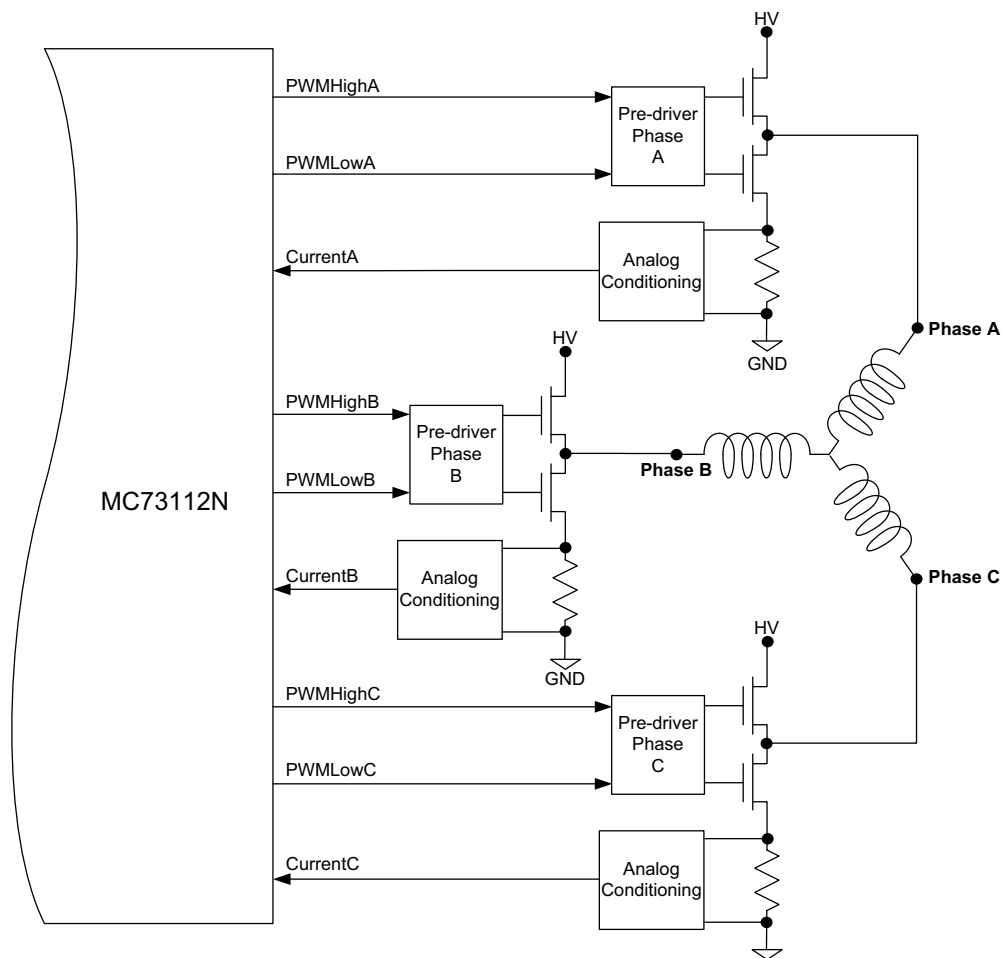 HV
PWMHighA
Pre-driver
Phase
A
PWMLowA
CurrentA
Analog
Conditioning
GND
Phase A
HV
PWMHighB
Pre-driver
Phase
B
PWMLowB
Phase B
MC73112N
CurrentB
Analog
Conditioning
GND
Phase C
HV
PWMHighC
Pre-driver
Phase
C
PWMLowC
CurrentC
Analog
Conditioning